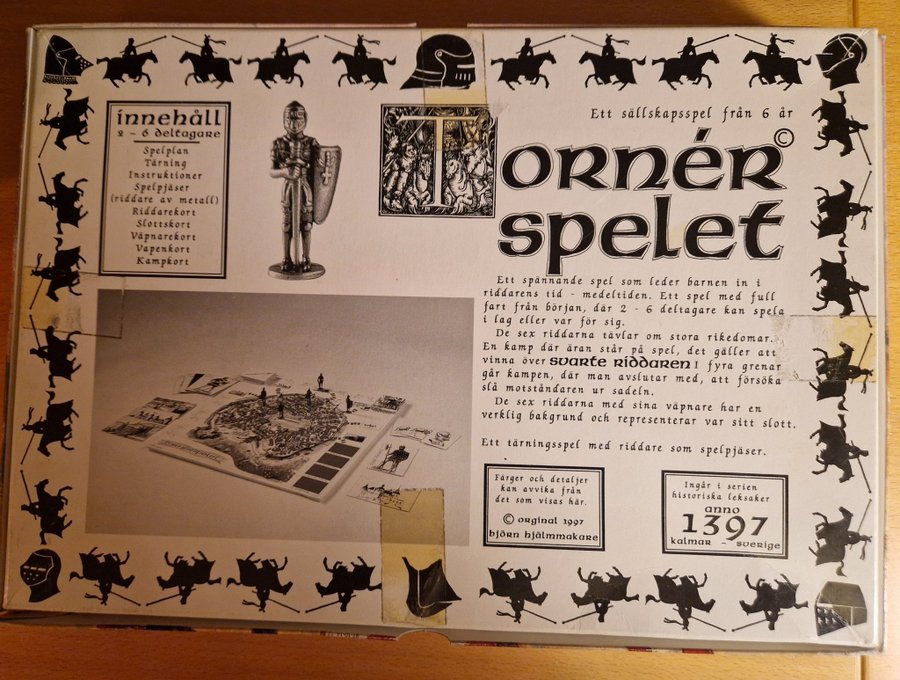 innehåll
2 - 6 deltagare
Spelplan
Tärning
Instruktioner
Spelpjäser
(riddare av metall)
Riddarekort
Slottskort
Väpnarekort
Vapenkort
Kampkort
Ett sällskapsspel från 6 år
Tornér©
spelet
Ett spännande spel som leder barnen in i
riddarens tid - medeltiden. Ett spel med full
fart från början, där 2 - 6 deltagare kan spela
i lag eller var för sig.
De sex riddarna tävlar om stora rikedomar.
En kamp där äran står på spel, det gäller att
vinna över svarte riddaren i fyra grenar
går kampen, där man avslutar med, att försöka
slå motståndaren ur sadeln.
De sex riddarna med sina väpnare har en
verklig bakgrund och representerar var sitt slott.
Ett tärningsspel med riddare som spelpjäser.
Färger och detaljer
kan avvika från
det som visas här.
© orginal 1997
björn hjälmmakare
Ingår i serien
historiska leksaker
anno
1397
kalmar - sverige